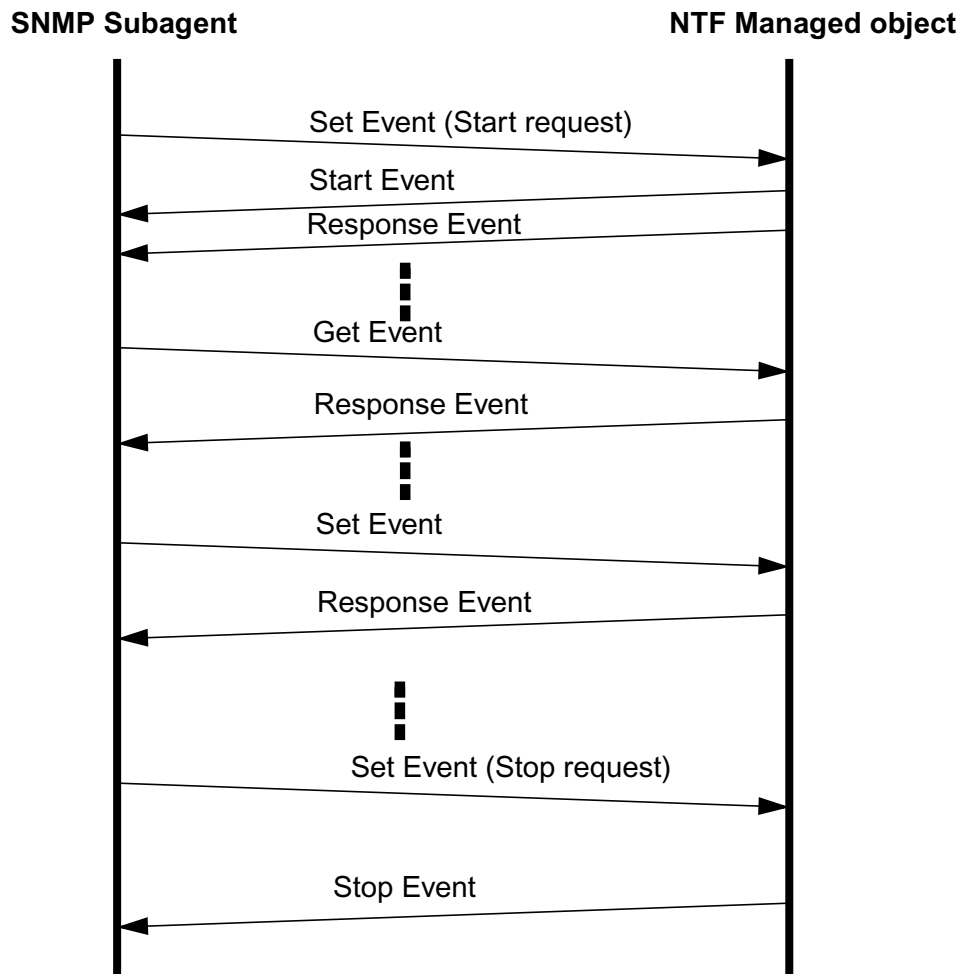 SNMP Subagent
NTF Managed object
Set Event (Start request)
Start Event
Response Event
Get Event
Response Event
Set Event
Response Event
Set Event (Stop request)
Stop Event